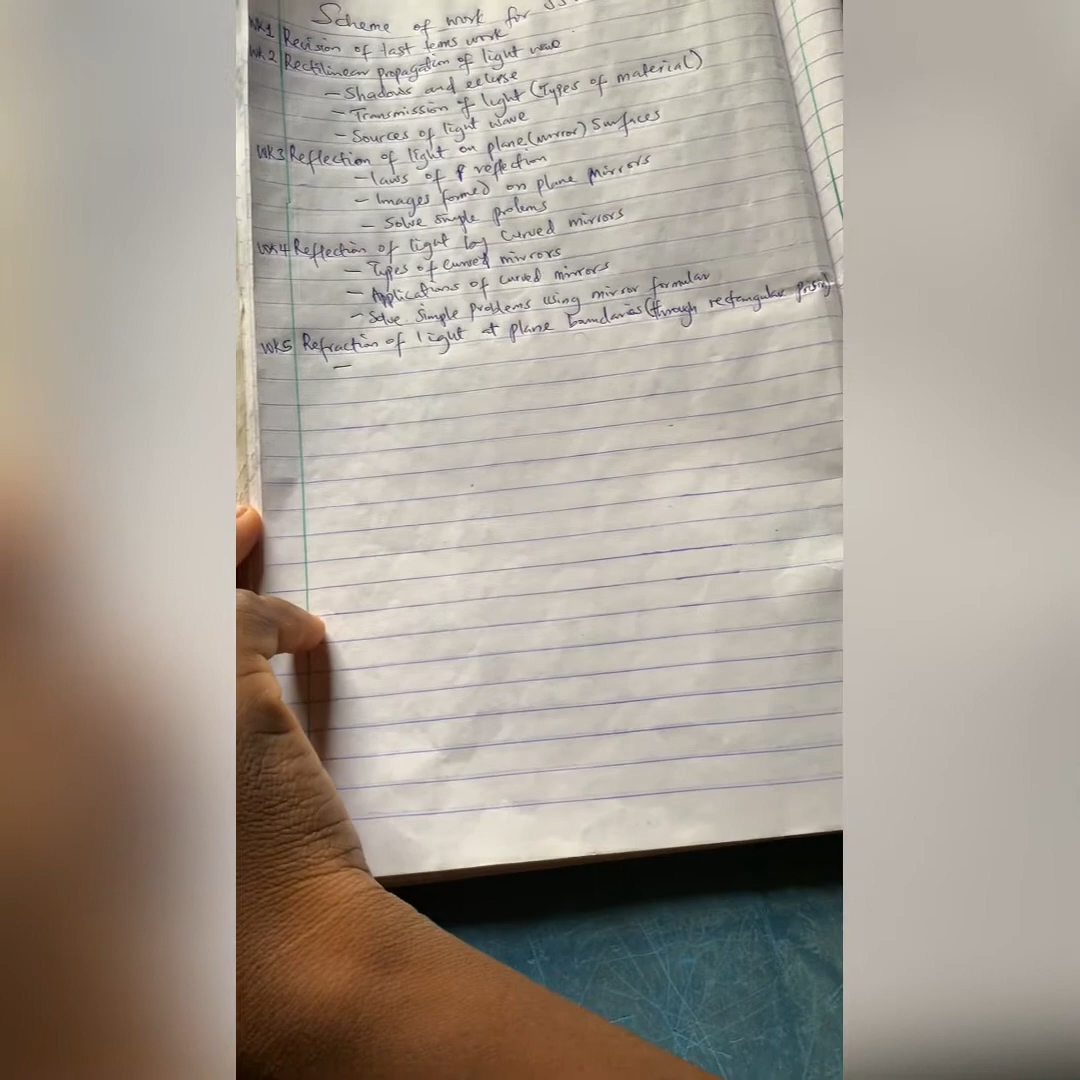 Scheme of work for SS
Wk1 Revision of last tems work
Wk2 Rectilinear propagation of light wave
– Shadows and eclipse
– Transmission of light (Types of material)
– Sources of light wave
Wk3 Reflection of light on plane (mirror) Surfaces
– laws of reflection
– Images formed on plane mirrors
– Solve simple prolems
Wk4 Reflection of light by curved mirrors
– Types of curved mirrors
– Applications of curved mirrors
– Solve simple problems using mirror formular
Wk5 Refraction of light at plane boundaries (through rectangular prism)
–